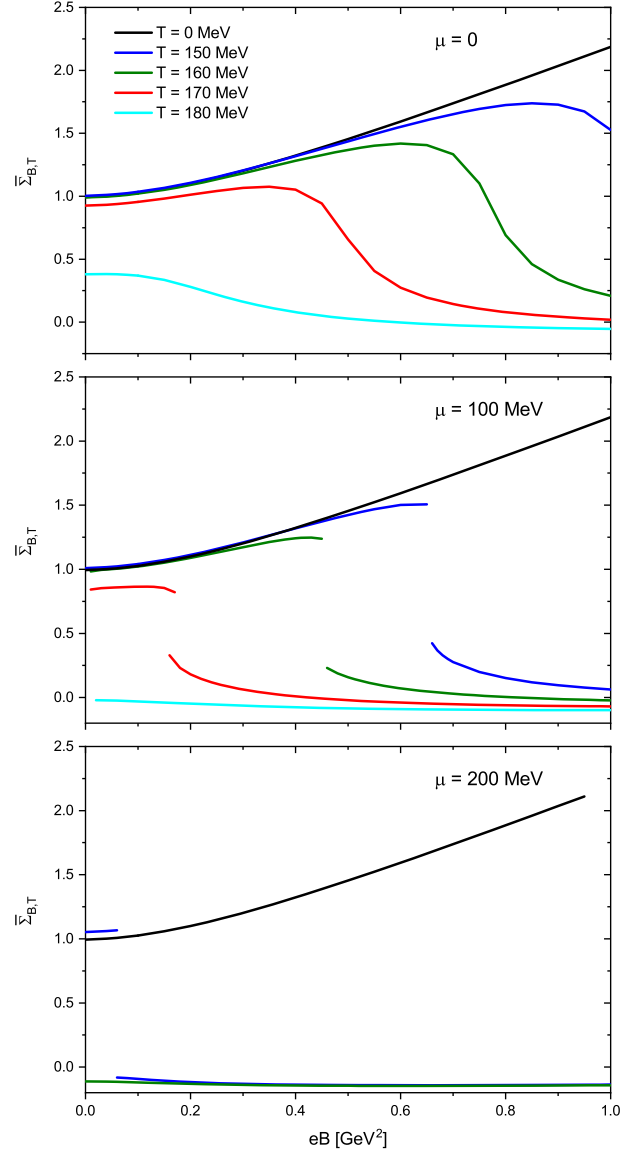 2.5
2.0
1.5
1.0
0.5
0.0
Σ̅_B,T
μ = 0
T = 0 MeV
T = 150 MeV
T = 160 MeV
T = 170 MeV
T = 180 MeV
2.5
2.0
1.5
1.0
0.5
0.0
Σ̅_B,T
μ = 100 MeV
2.5
2.0
1.5
1.0
0.5
0.0
Σ̅_B,T
μ = 200 MeV
0.0 0.2 0.4 0.6 0.8 1.0
eB [GeV²]